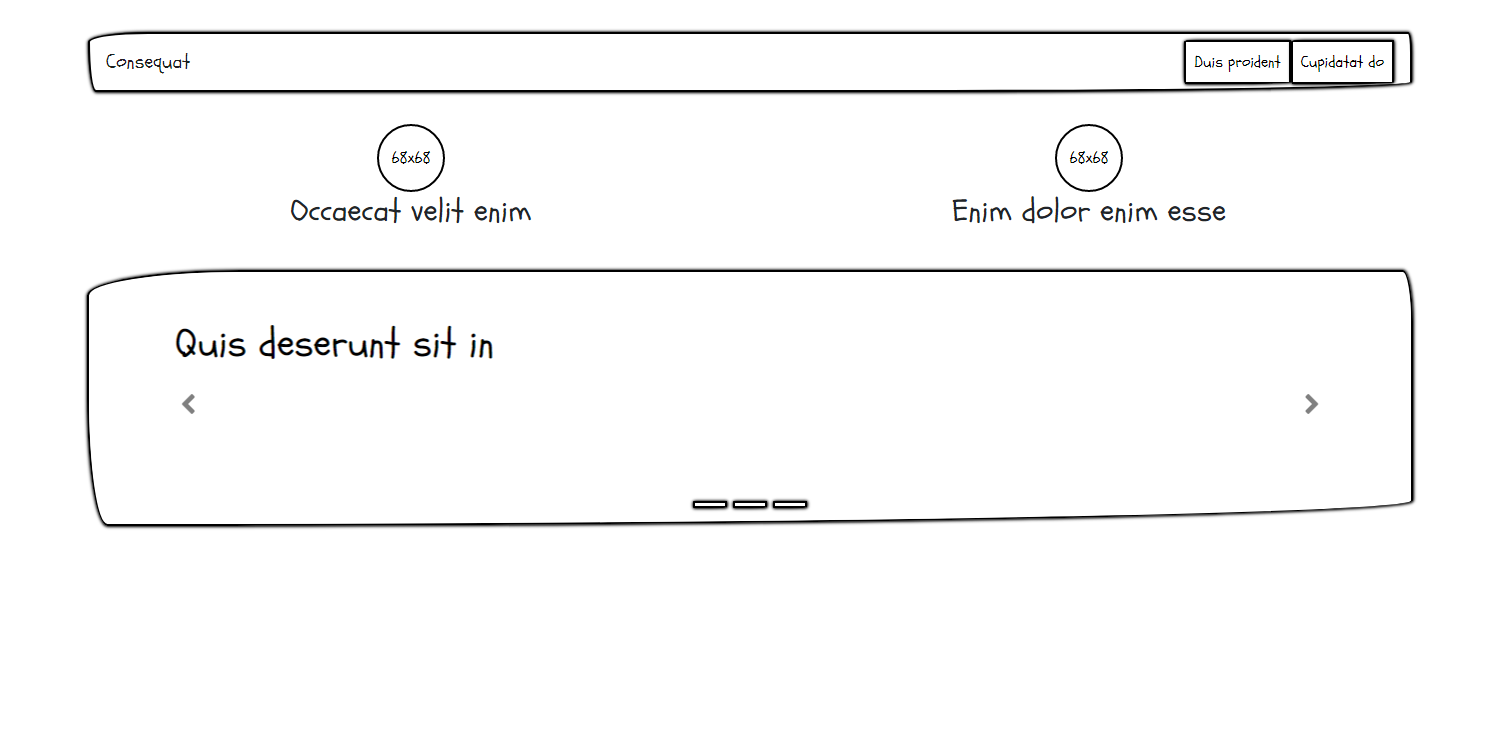 Consequat
Duis proident
Cupidatat do
68x68
Occaecat velit enim
68x68
Enim dolor enim esse
Quis deserunt sit in